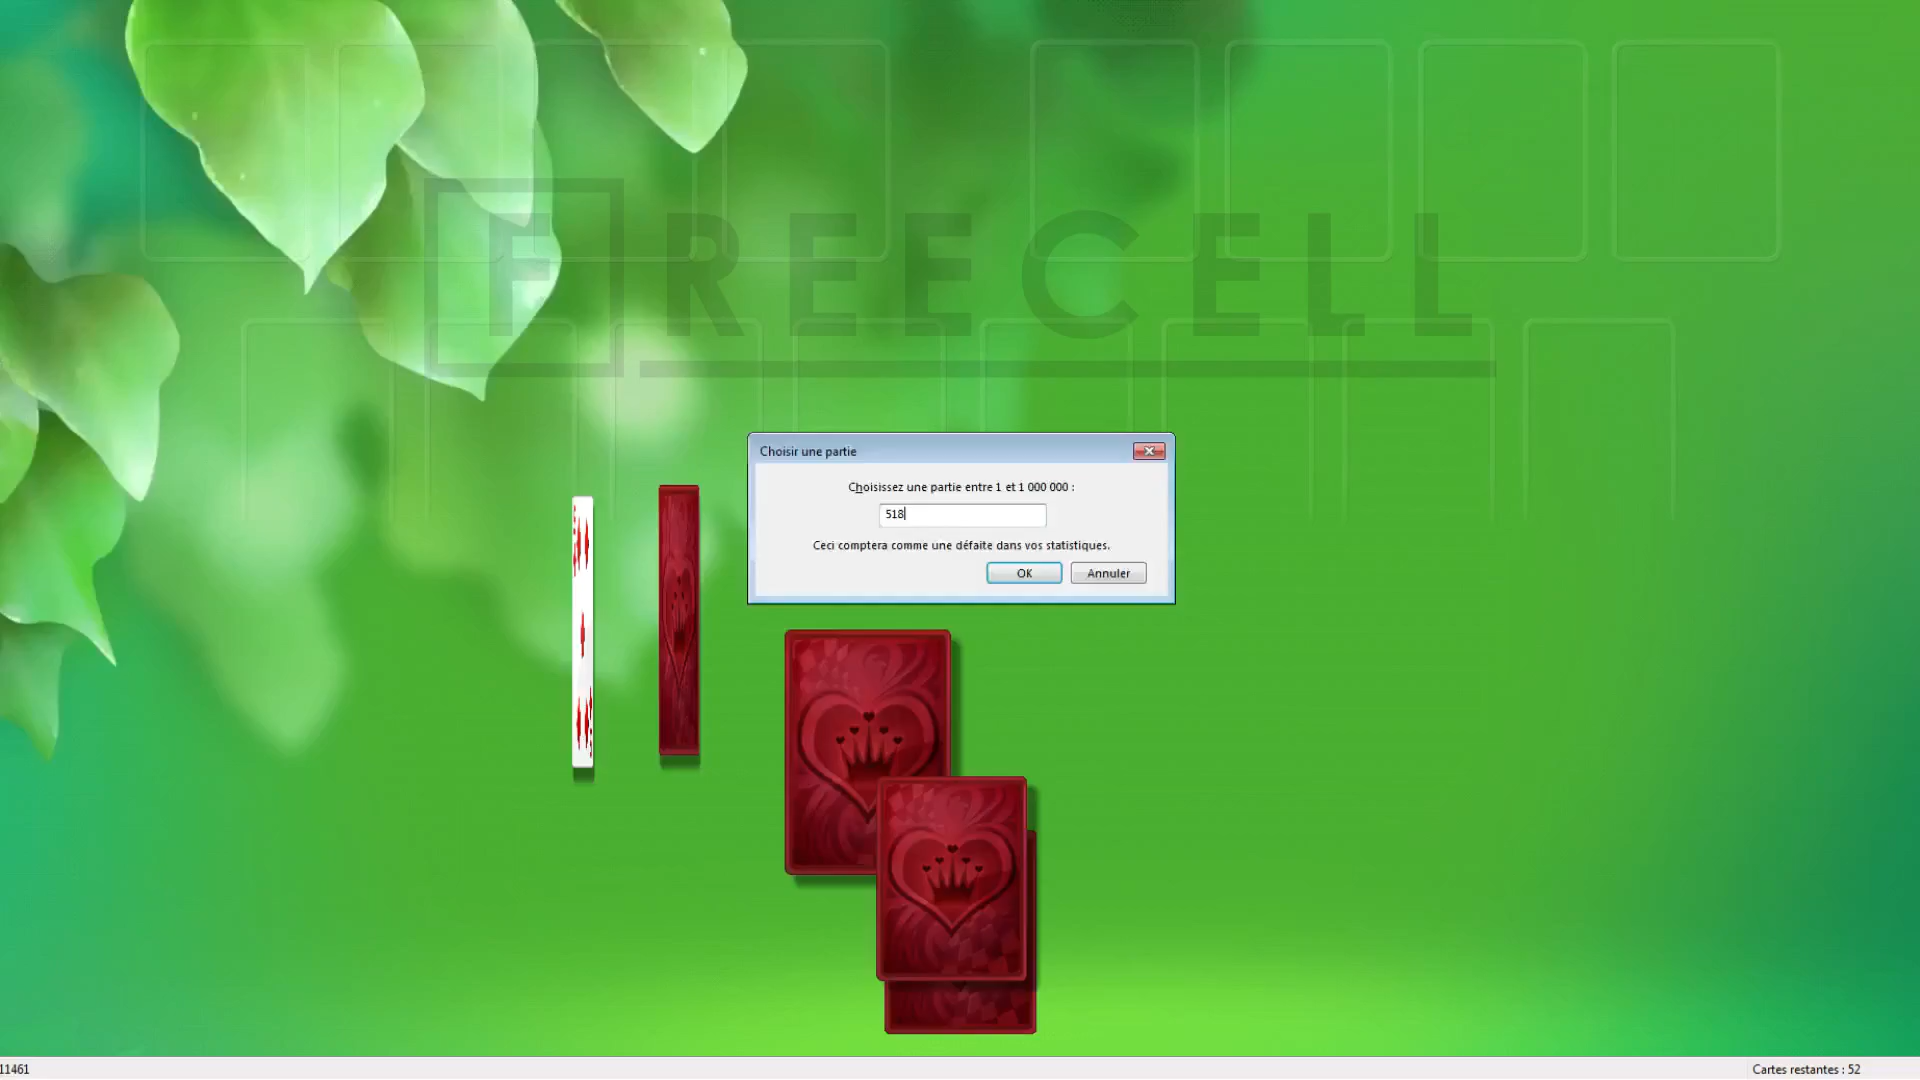 FREECELL
Choisir une partie
Choisissez une partie entre 1 et 1 000 000 :
518
Ceci comptera comme une défaite dans vos statistiques.
OK
Annuler
11461
Cartes restantes : 52